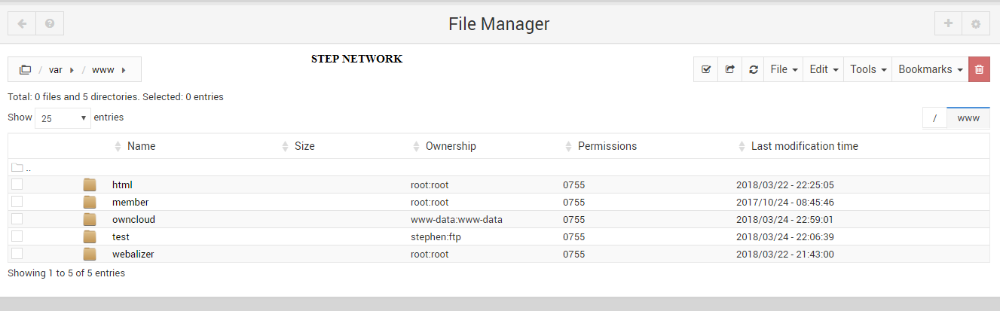 File Manager
STEP NETWORK
/ var / www
File Edit Tools Bookmarks
Total: 0 files and 5 directories. Selected: 0 entries
Show 25 entries
/ www
Name Size Ownership Permissions Last modification time
..
html root:root 0755 2018/03/22 - 22:25:05
member root:root 0755 2017/10/24 - 08:45:46
owncloud www-data:www-data 0755 2018/03/24 - 22:59:01
test stephen:ftp 0755 2018/03/24 - 22:06:39
webalizer root:root 0755 2018/03/22 - 21:43:00
Showing 1 to 5 of 5 entries